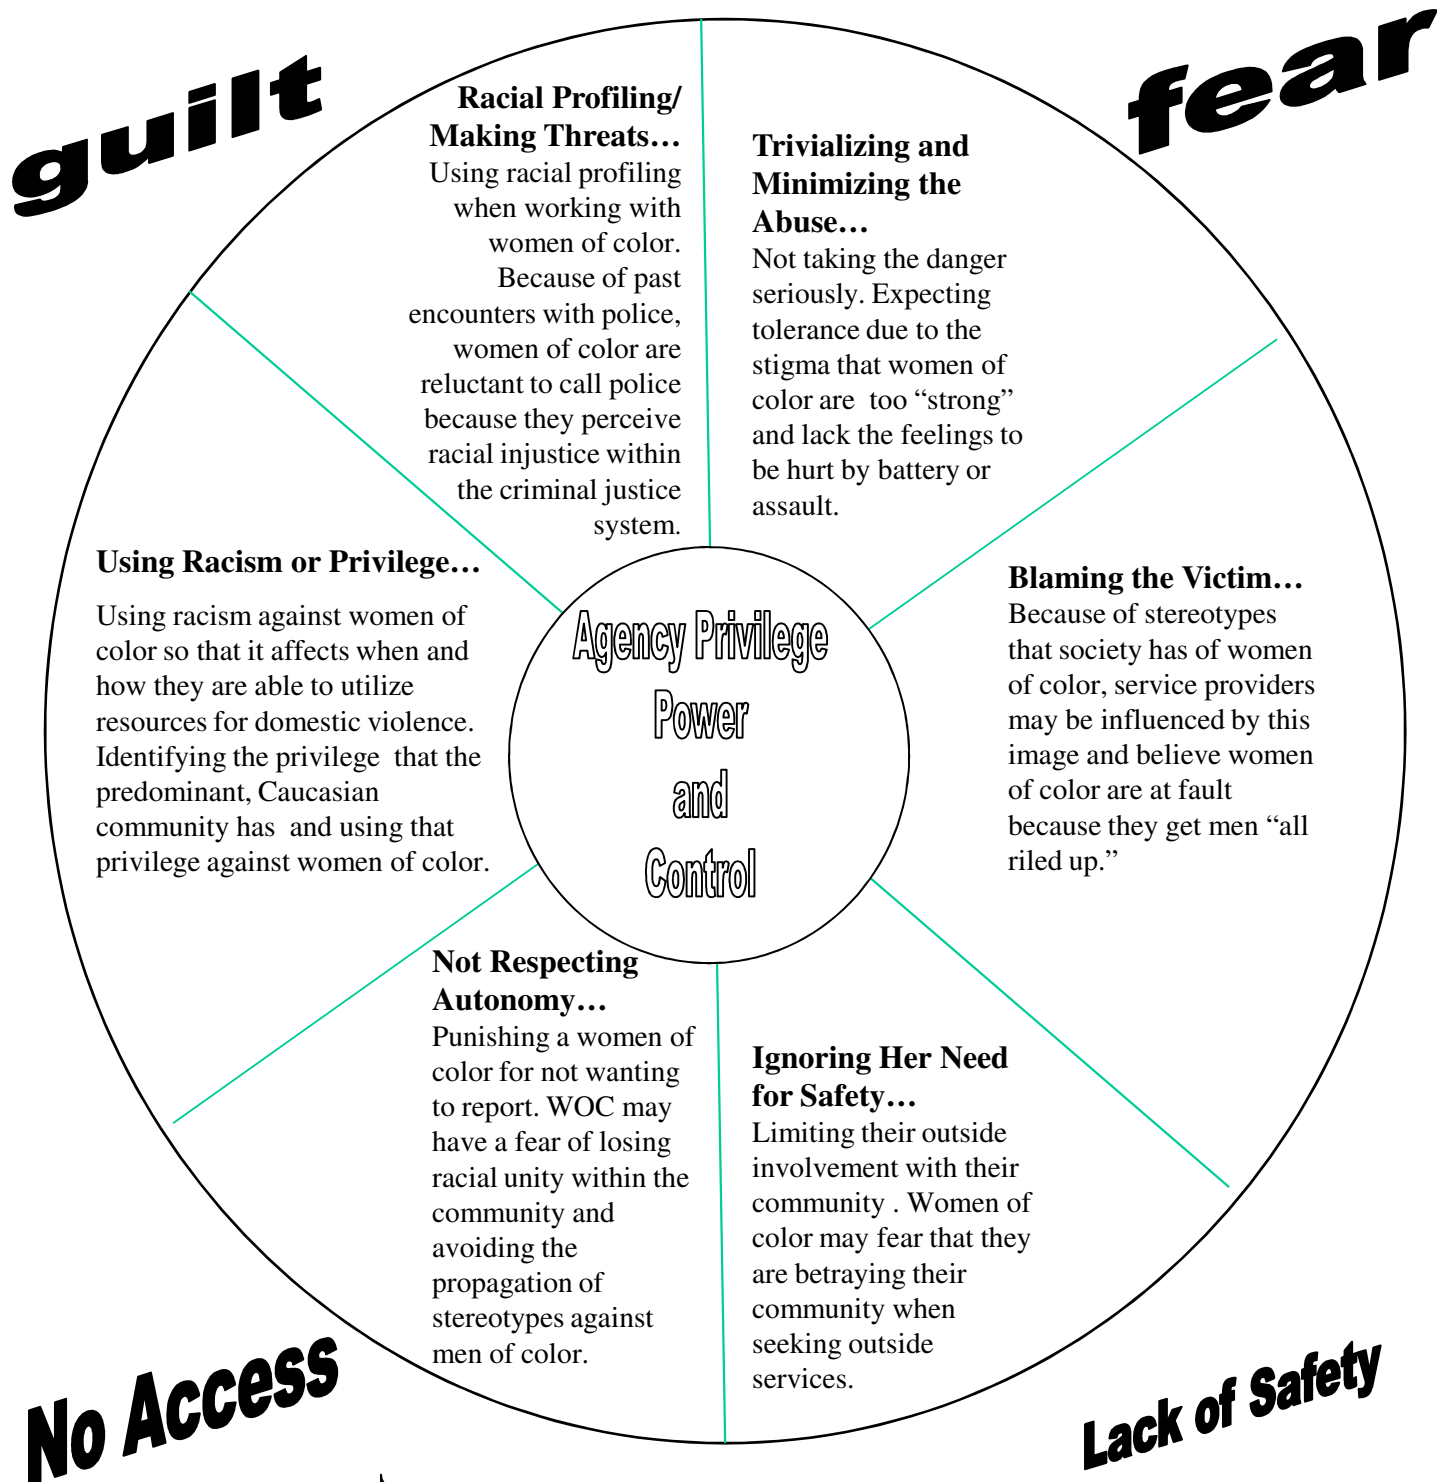 guilt
fear
Racial Profiling/
Making Threats…
Using racial profiling
when working with
women of color.
Because of past
encounters with police,
women of color are
reluctant to call police
because they perceive
racial injustice within
the criminal justice
system.
Trivializing and
Minimizing the
Abuse…
Not taking the danger
seriously. Expecting
tolerance due to the
stigma that women of
color are too “strong”
and lack the feelings to
be hurt by battery or
assault.
Using Racism or Privilege…
Using racism against women of
color so that it affects when and
how they are able to utilize
resources for domestic violence.
Identifying the privilege that the
predominant, Caucasian
community has and using that
privilege against women of color.
Agency Privilege
Power
and
Control
Blaming the Victim…
Because of stereotypes
that society has of women
of color, service providers
may be influenced by this
image and believe women
of color are at fault
because they get men “all
riled up.”
Not Respecting
Autonomy…
Punishing a women of
color for not wanting
to report. WOC may
have a fear of losing
racial unity within the
community and
avoiding the
propagation of
stereotypes against
men of color.
Ignoring Her Need
for Safety…
Limiting their outside
involvement with their
community . Women of
color may fear that they
are betraying their
community when
seeking outside
services.
No Access
Lack of Safety